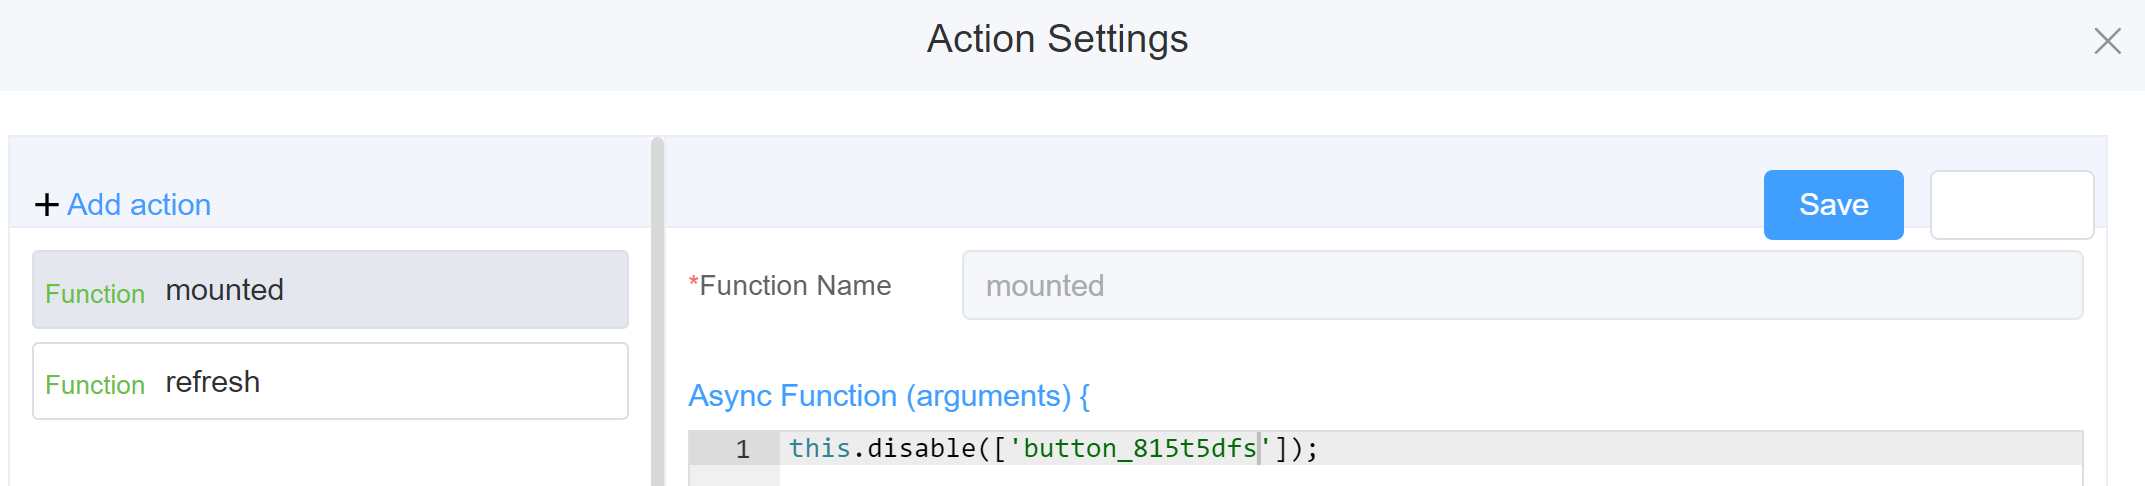 Action Settings
+ Add action
Save
Function mounted
*Function Name mounted
Function refresh
Async Function (arguments) {
1 this.disable(['button_815t5dfs']);